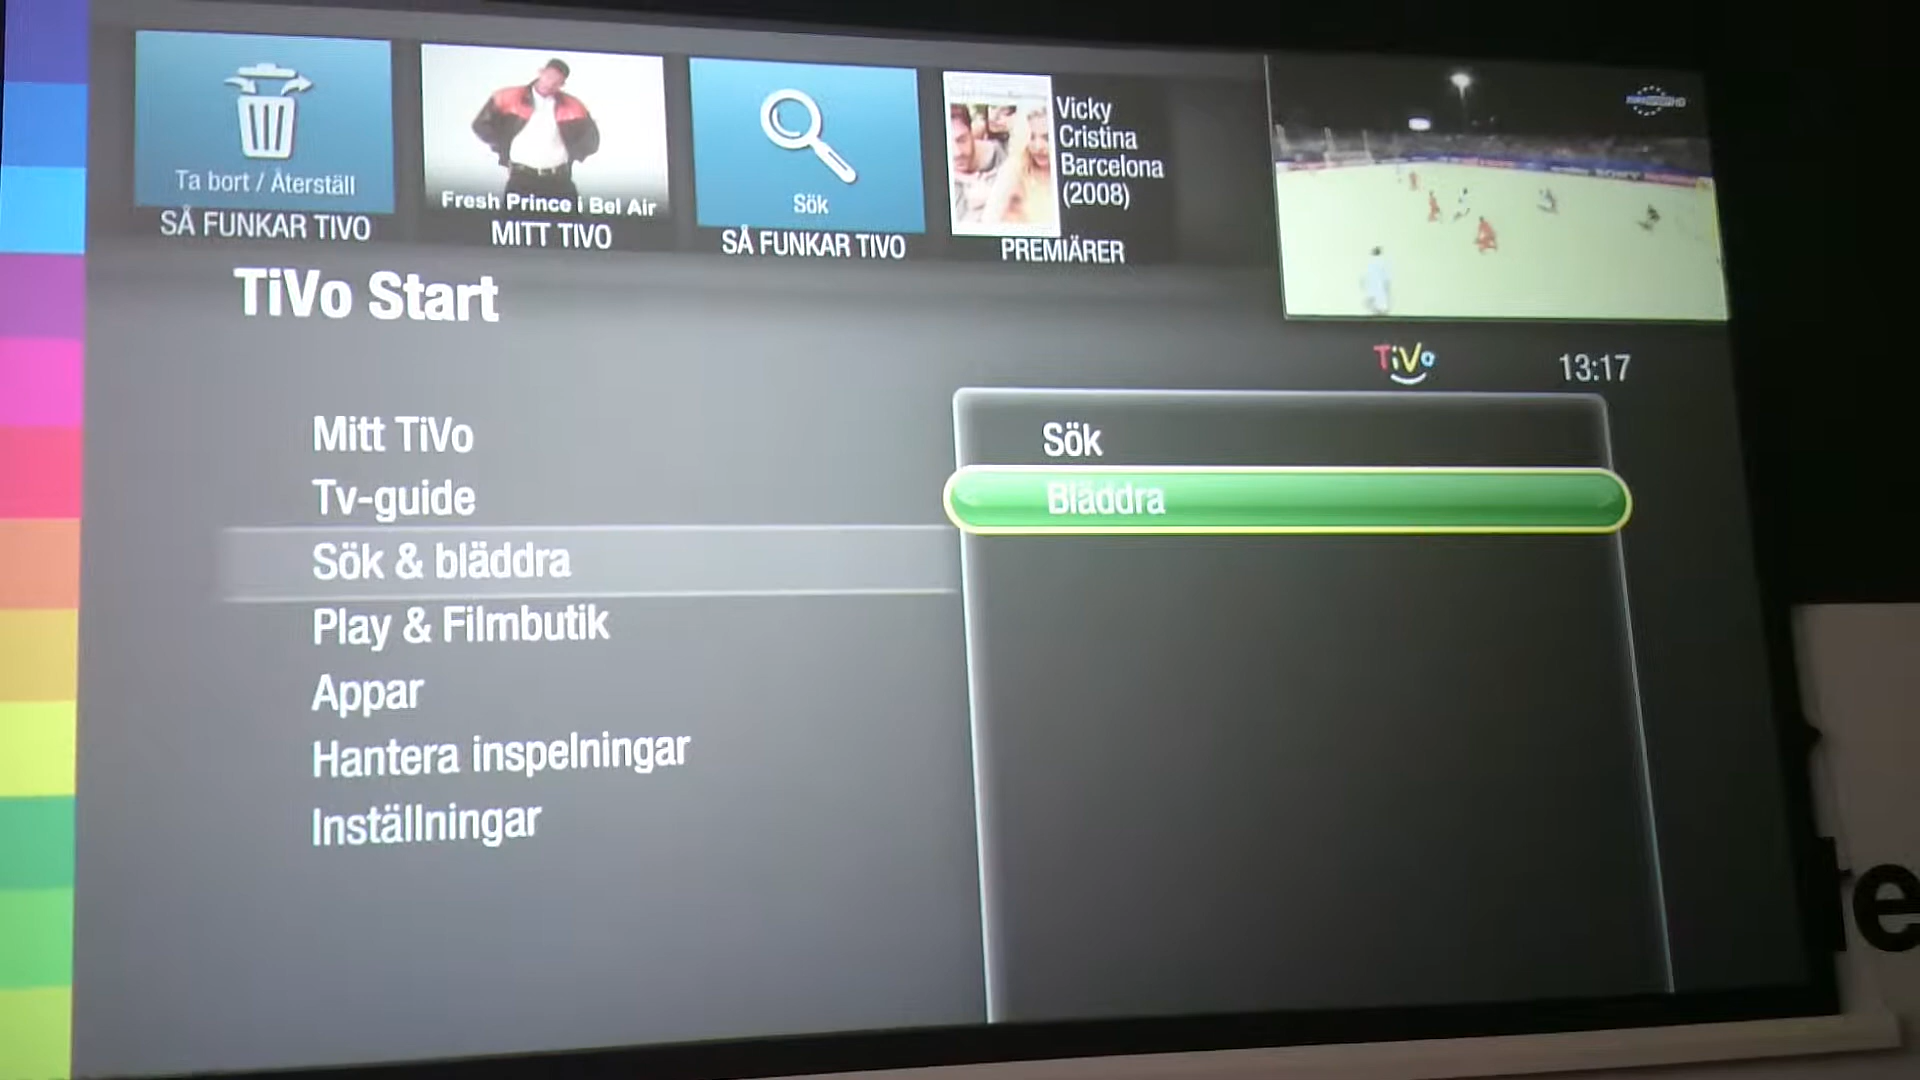 Ta bort / Återställ
SÅ FUNKAR TIVO
Fresh Prince i Bel Air
MITT TIVO
Sök
SÅ FUNKAR TIVO
Vicky
Cristina
Barcelona
(2008)
PREMIÄRER
TiVo Start
TiVo
13:17
Mitt TiVo
Tv-guide
Sök & bläddra
Play & Filmbutik
Appar
Hantera inspelningar
Inställningar
Sök
Bläddra